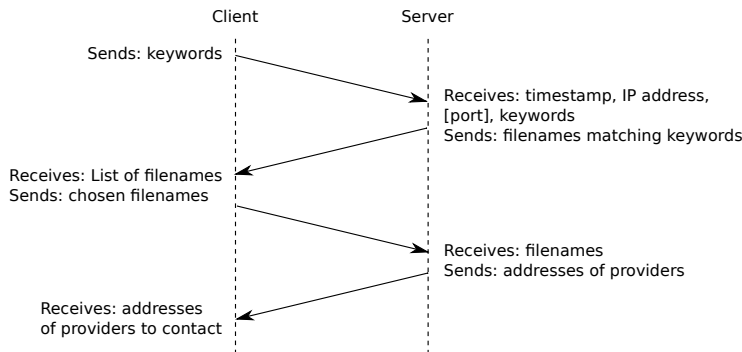 Client
Server
Sends: keywords
Receives: timestamp, IP address,
[port], keywords
Sends: filenames matching keywords
Receives: List of filenames
Sends: chosen filenames
Receives: filenames
Sends: addresses of providers
Receives: addresses
of providers to contact